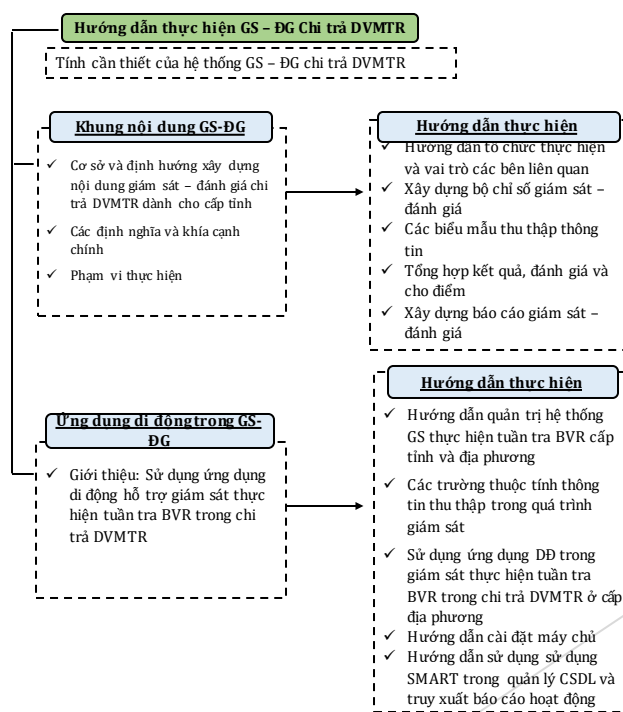 Hướng dẫn thực hiện GS – ĐG Chi trả DVMTR
Tính cần thiết của hệ thống GS – ĐG chi trả DVMTR
Khung nội dung GS-ĐG
✓ Cơ sở và định hướng xây dựng
nội dung giám sát – đánh giá chi
trả DVMTR dành cho cấp tỉnh
✓ Các định nghĩa và khía cạnh
chính
✓ Phạm vi thực hiện
Hướng dẫn thực hiện
✓ Hướng dẫn tổ chức thực hiện
và vai trò các bên liên quan
✓ Xây dựng bộ chỉ số giám sát –
đánh giá
✓ Các biểu mẫu thu thập thông
tin
✓ Tổng hợp kết quả, đánh giá và
cho điểm
✓ Xây dựng báo cáo giám sát –
đánh giá
Ứng dụng di động trong GS-
ĐG
✓ Giới thiệu: Sử dụng ứng dụng
di động hỗ trợ giám sát thực
hiện tuần tra BVR trong chi
trả DVMTR
Hướng dẫn thực hiện
✓ Hướng dẫn quản trị hệ thống
GS thực hiện tuần tra BVR cấp
tỉnh và địa phương
✓ Các trường thuộc tính thông
tin thu thập trong quá trình
giám sát
✓ Sử dụng ứng dụng DĐ trong
giám sát thực hiện tuần tra
BVR trong chi trả DVMTR ở cấp
địa phương
✓ Hướng dẫn cài đặt máy chủ
✓ Hướng dẫn sử dụng sử dụng
SMART trong quản lý CSDL và
truy xuất báo cáo hoạt động